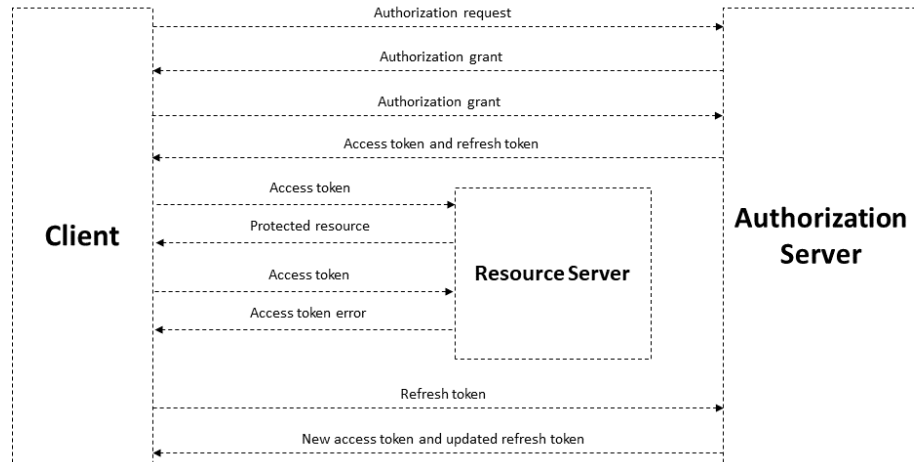 Authorization request
Authorization grant
Authorization grant
Access token and refresh token
Access token
Protected resource
Access token
Access token error
Refresh token
New access token and updated refresh token
Client
Resource Server
Authorization
Server